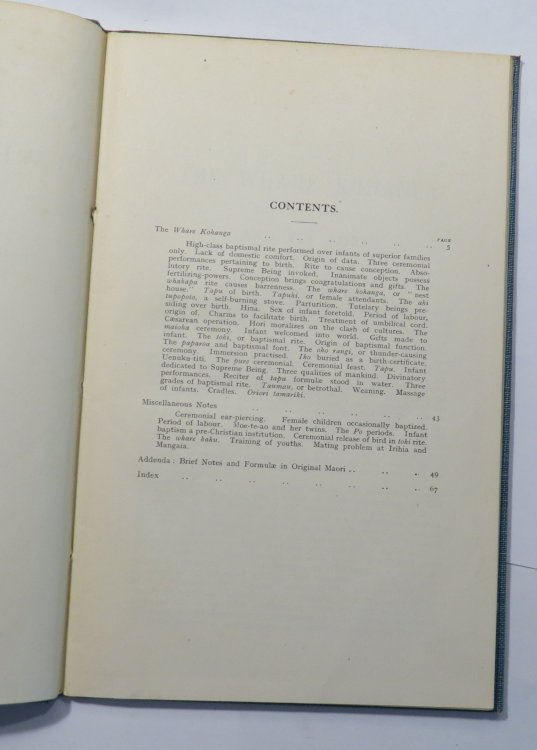 CONTENTS.
PAGE
The Whare Kohanga .. .. .. .. .. .. .. 5
High-class baptismal rite performed over infants of superior families
only. Lack of domestic comfort. Origin of data. Three ceremonial
performances pertaining to birth. Rite to cause conception. Abso-
lutory rite. Supreme Being invoked. Inanimate objects possess
fertilizing-powers. Conception brings congratulations and gifts. The
whakapa rite causes barrenness. The whare kohanga, or "nest
house." Tapu of birth. Tapuhi, or female attendants. The ahi
tupopoto, a self-burning stove. Parturition. Tutelary beings pre-
siding over birth. Hina. Sex of infant foretold. Period of labour,
Cæsarean operation. Charms to facilitate birth. Treatment of umbilical cord.
origin of. Hori moralizes on the clash of cultures. The
maioha ceremony. Infant welcomed into world. Gifts made to
infant. The tohi, or baptismal rite. Origin of baptismal function.
The paparoa and baptismal font. The oho rangi, or thunder-causing
ceremony. Immersion practised. Iho buried as a birth-certificate.
Uenuku-titi. The pure ceremonial. Ceremonial feast. Tapu. Infant
dedicated to Supreme Being. Three qualities of mankind. Divinatory
performances. Reciter of tapu formulæ stood in water. Three
grades of baptismal rite. Taumau, or betrothal. Weaning. Massage
of infants. Cradles. Oriori tamariki.
Miscellaneous Notes .. .. .. .. .. .. 43
Ceremonial ear-piercing. Female children occasionally baptized.
Period of labour. Moe-te-ao and her twins. The Po periods. Infant
baptism a pre-Christian institution. Ceremonial release of bird in tohi rite.
The whare kahu. Training of youths. Mating problem at Irihia and
Mangaia.
Addenda: Brief Notes and Formulæ in Original Maori .. .. .. 49
Index .. .. .. .. .. .. .. .. 67